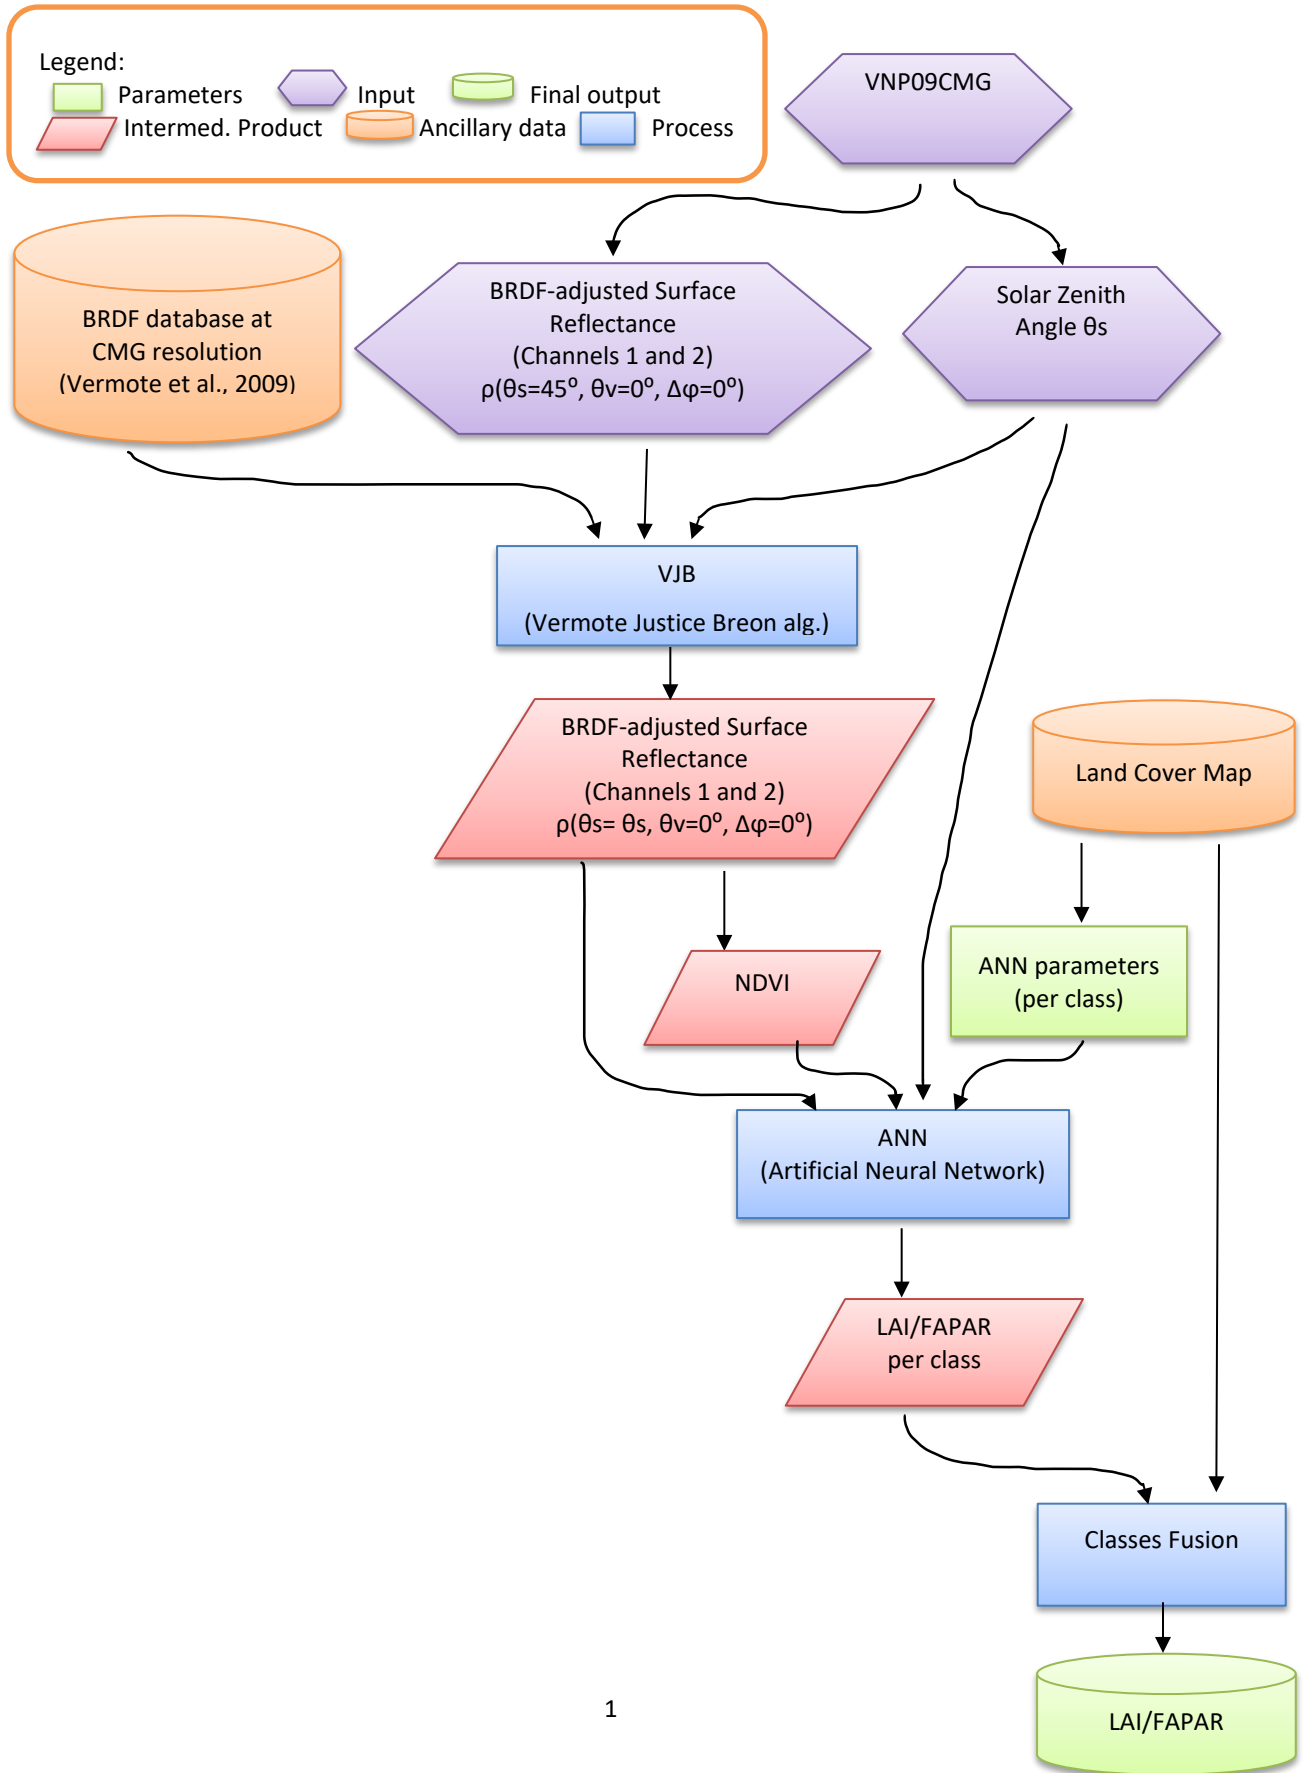 Legend:
Parameters
Input
Final output
Intermed. Product
Ancillary data
Process
VNP09CMG
BRDF database at
CMG resolution
(Vermote et al., 2009)
BRDF-adjusted Surface
Reflectance
(Channels 1 and 2)
ρ(θs=45º, θv=0º, Δφ=0º)
Solar Zenith
Angle θs
VJB
(Vermote Justice Breon alg.)
BRDF-adjusted Surface
Reflectance
(Channels 1 and 2)
ρ(θs= θs, θv=0º, Δφ=0º)
Land Cover Map
NDVI
ANN parameters
(per class)
ANN
(Artificial Neural Network)
LAI/FAPAR
per class
Classes Fusion
LAI/FAPAR
1